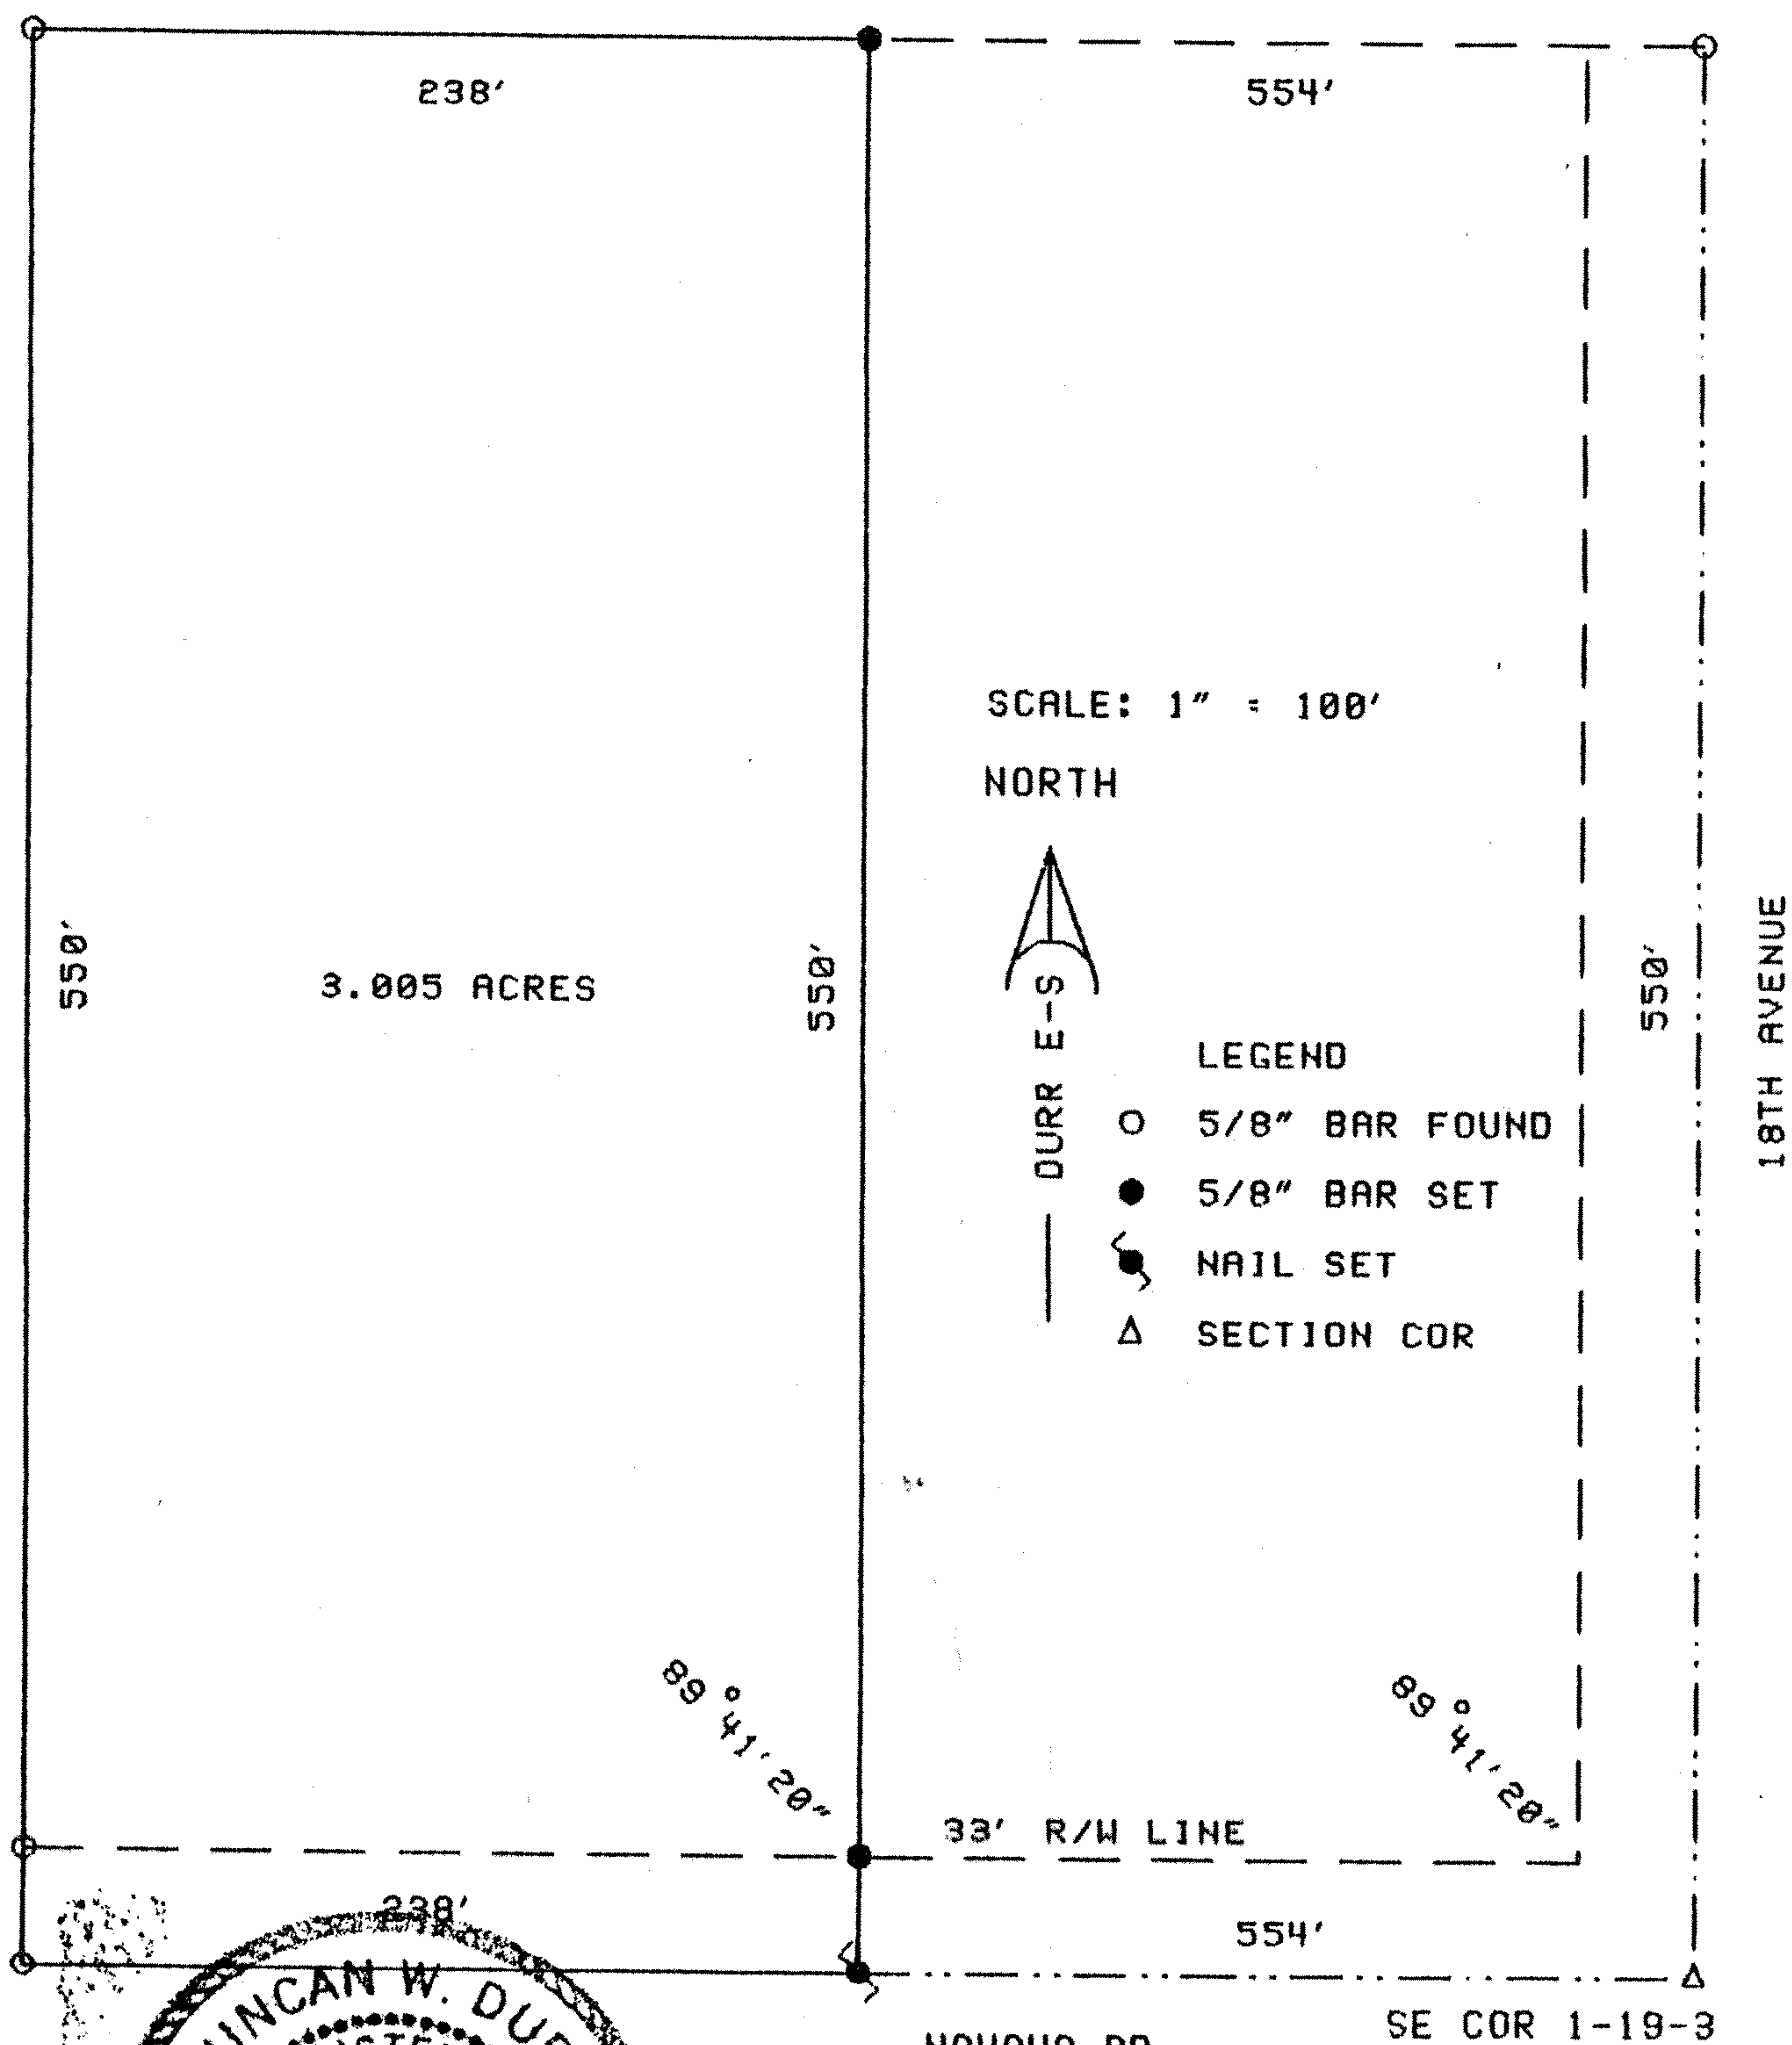 238'
554'
SCALE: 1" = 100'
NORTH
550'
3.005 ACRES
550'
DURR E-S
LEGEND
5/8" BAR FOUND
5/8" BAR SET
NAIL SET
SECTION COR
550'
18TH AVENUE
89° 41' 20"
89° 41' 20"
33' R/W LINE
238'
554'
W.
SE COR 1-19-3